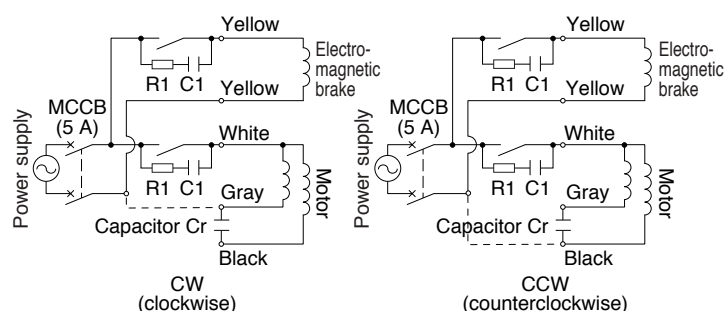 Yellow
R1 C1
Electro-
magnetic
brake
Yellow
MCCB
(5 A)
White
Power supply
R1 C1
Gray
Motor
Capacitor Cr
Black
CW
(clockwise)
Yellow
R1 C1
Electro-
magnetic
brake
Yellow
MCCB
(5 A)
White
Power supply
R1 C1
Gray
Motor
Capacitor Cr
Black
CCW
(counterclockwise)